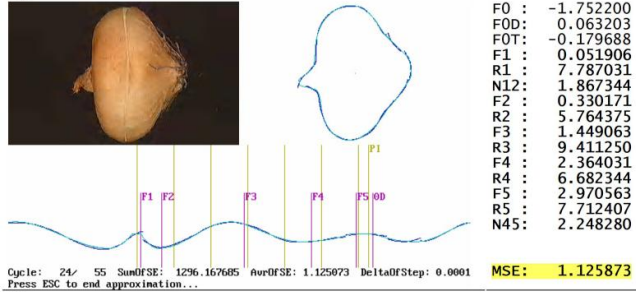 PI
F1 F2 F3 F4 F5 0D
Cycle: 24/ 55 SumOfSE: 1296.167685 AvrOfSE: 1.125073 DeltaOfStep: 0.0001
Press ESC to end approximation...
F0 : -1.752200
F0D: 0.063203
F0T: -0.179688
F1 : 0.051906
R1 : 7.787031
N12: 1.867344
F2 : 0.330171
R2 : 5.764375
F3 : 1.449063
R3 : 9.411250
F4 : 2.364031
R4 : 6.682344
F5 : 2.970563
R5 : 7.712407
N45: 2.248280
MSE: 1.125873